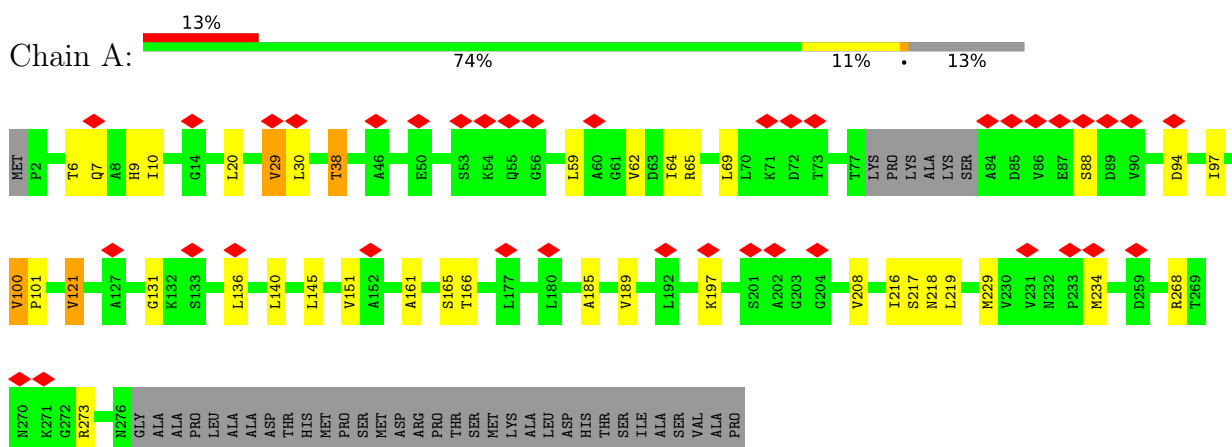 13%
Chain A:
74% 11% • 13%
MET P2 T6 Q7 A8 H9 I10 G14 L20 V29 L30 T38 A46 E50 S53 K54 Q55 G56 L59 A60 G61 V62 D63 I64 R65 L69 L70 K71 D72 T73 T77 LYS PRO LYS ALA LYS SER A84 D85 V86 E87 S88 D89 V90 D94 I97
V100 P101 V121 A127 G131 K132 S133 L136 L140 L145 V151 A152 A161 S165 T166 L177 L180 A185 V189 L192 K197 S201 A202 G203 G204 V208 I216 S217 N218 L219 M229 V230 V231 N232 P233 M234 D259 R268 T269
N270 K271 G272 R273 N276 GLY ALA ALA PRO LEU ALA ALA ASP THR HIS MET PRO SER MET ASP ARG PRO THR SER MET LYS ALA LEU ASP HIS THR SER ILE ALA SER VAL ALA PRO